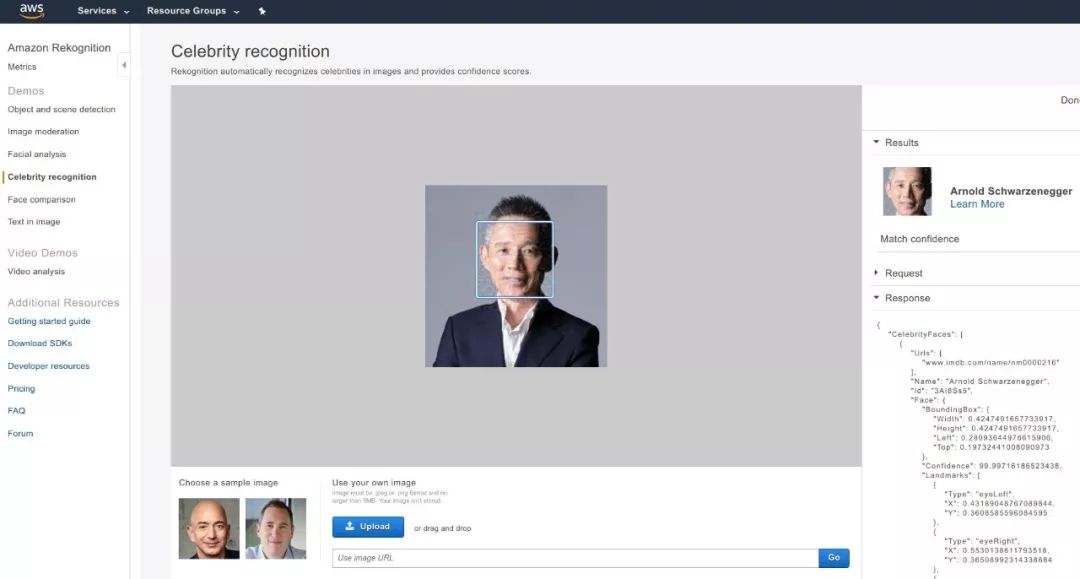 aws
Services
Resource Groups
Amazon Rekognition
Metrics
Demos
Object and scene detection
Image moderation
Facial analysis
Celebrity recognition
Face comparison
Text in image
Video Demos
Video analysis
Additional Resources
Getting started guide
Download SDKs
Developer resources
Pricing
FAQ
Forum
Celebrity recognition
Rekognition automatically recognizes celebrities in images and provides confidence scores.
Choose a sample image
Use your own image
Image must be .jpeg or .png format and no
larger than 5MB. Your image isn't stored.
Upload
or drag and drop
Use image URL
Go
Don
Results
Arnold Schwarzenegger
Learn More
Match confidence
Request
Response
{
"CelebrityFaces": [
{
"Urls": [
"www.imdb.com/name/nm0000216"
],
"Name": "Arnold Schwarzenegger",
"Id": "3AI8Ss5",
"Face": {
"BoundingBox": {
"Width": 0.4247491657733917,
"Height": 0.4247491657733917,
"Left": 0.28093644976615906,
"Top": 0.19732441008090973
},
"Confidence": 99.99716186523438,
"Landmarks": [
{
"Type": "eyeLeft",
"X": 0.43189048767089844,
"Y": 0.3608585596084595
},
{
"Type": "eyeRight",
"X": 0.5530138611793518,
"Y": 0.36506992314338684
},